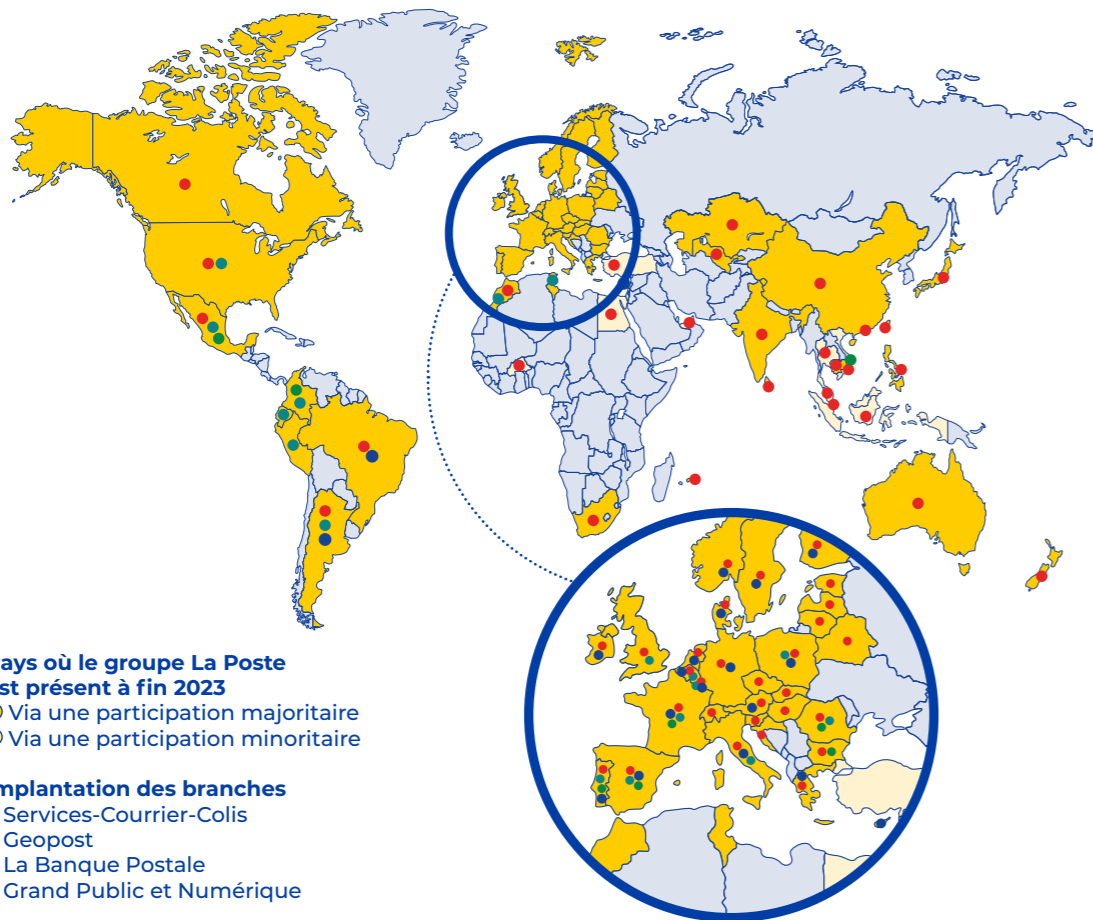 ays où le groupe La Poste
st présent à fin 2023
Via une participation majoritaire
Via une participation minoritaire
mplantation des branches
Services-Courrier-Colis
Geopost
La Banque Postale
Grand Public et Numérique